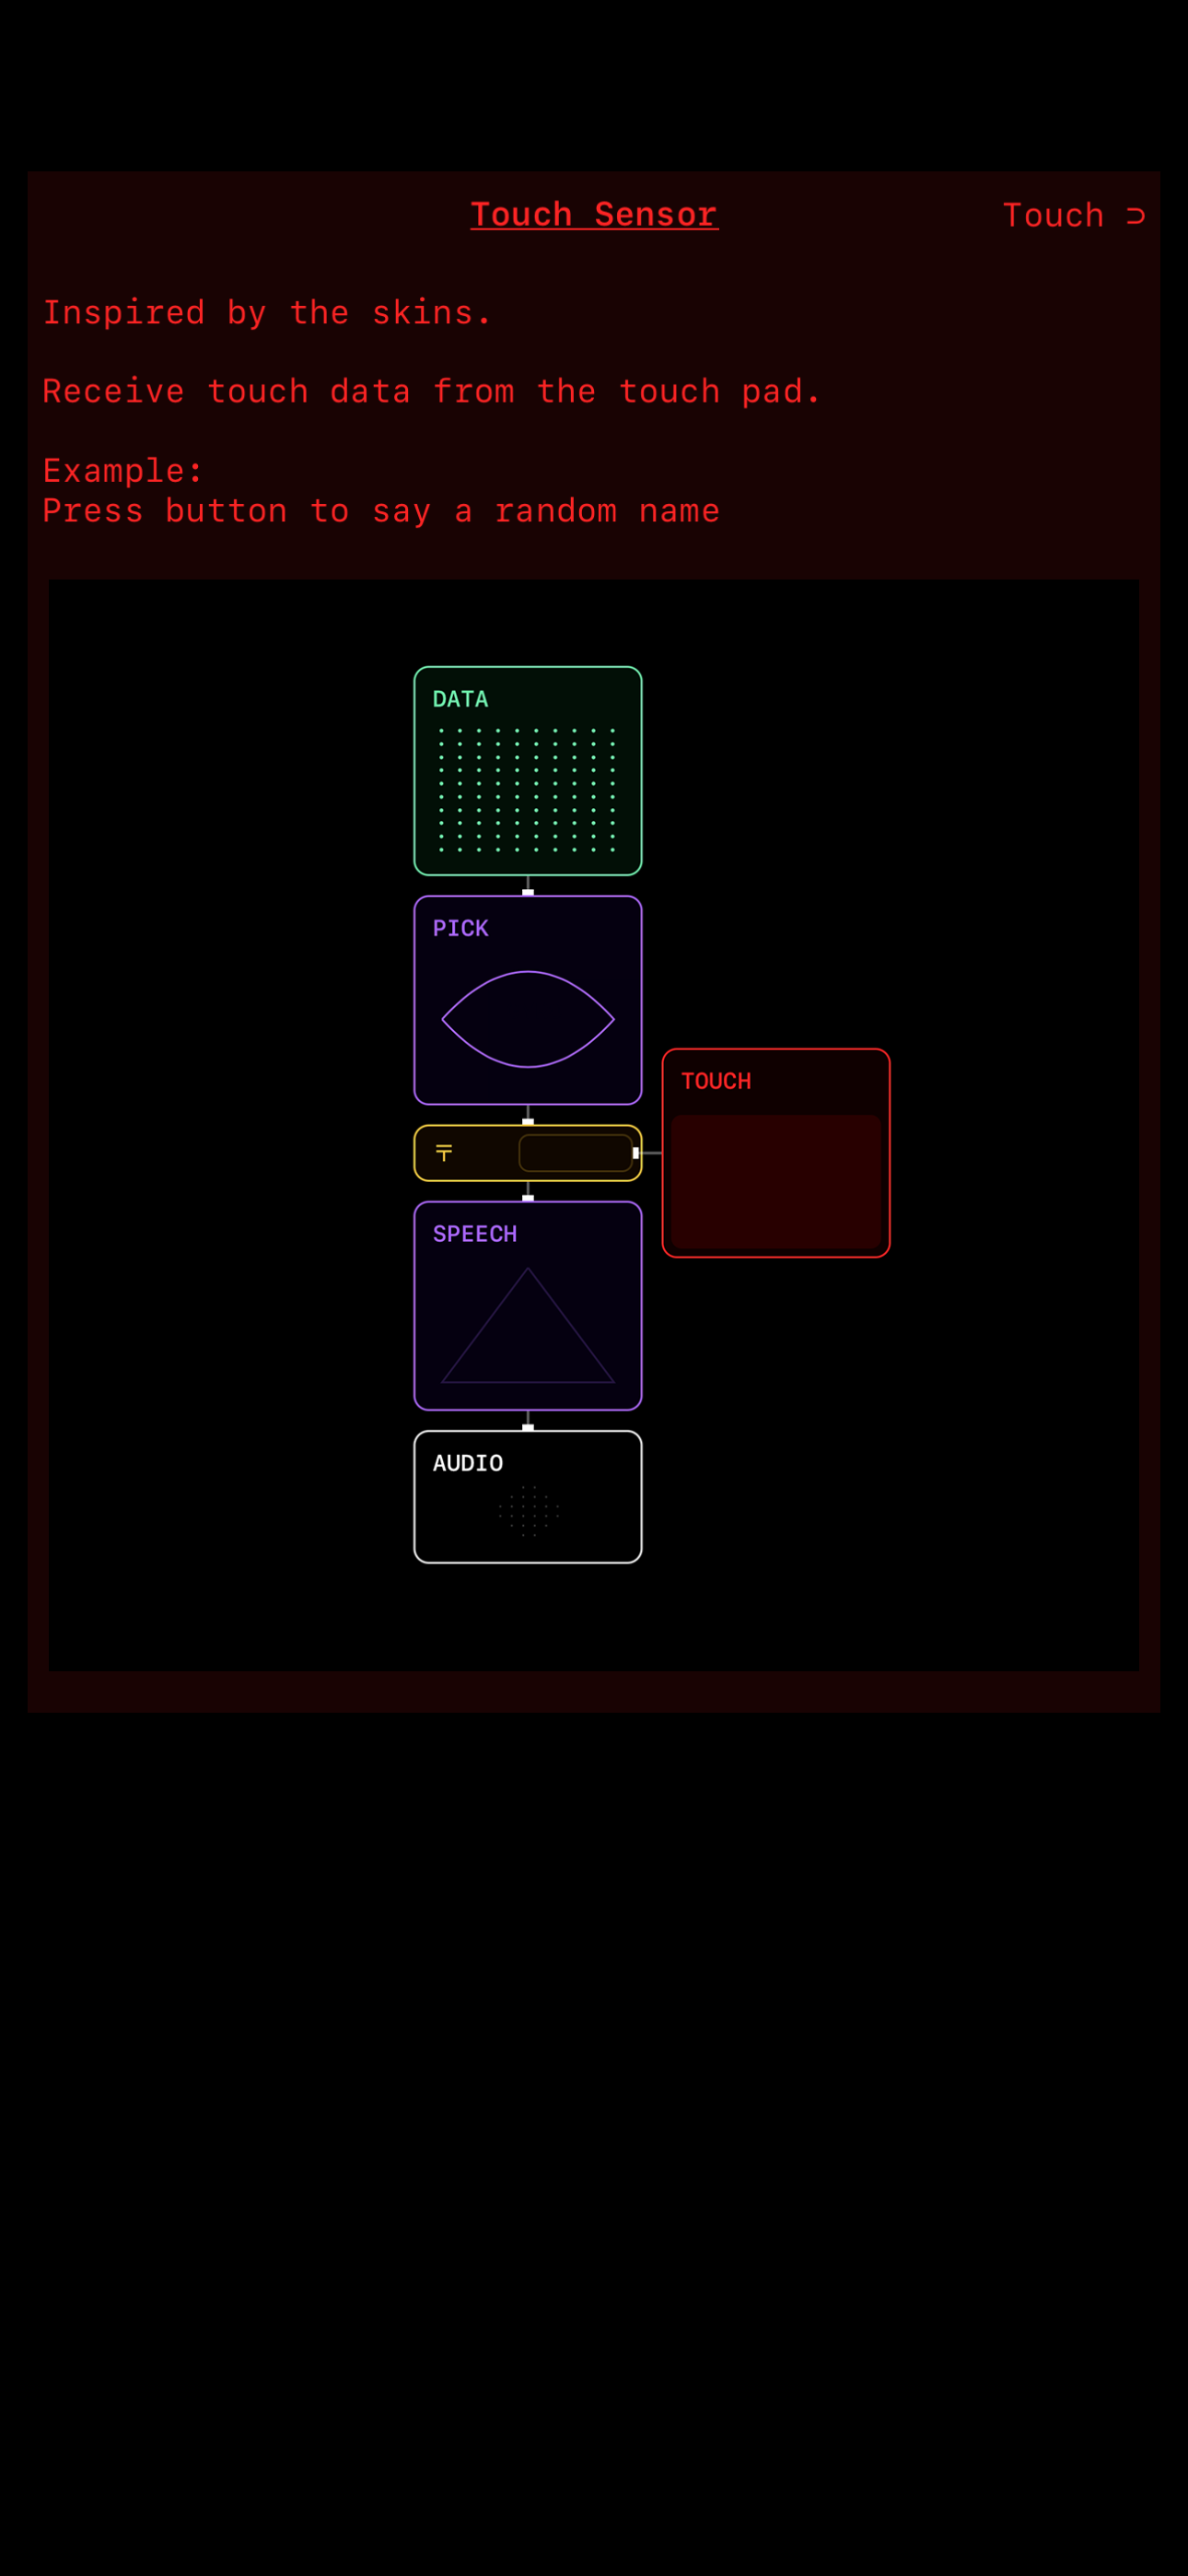 Touch Sensor
Touch ⊃
Inspired by the skins.
Receive touch data from the touch pad.
Example:
Press button to say a random name
DATA
PICK
TOUCH
〒
SPEECH
AUDIO